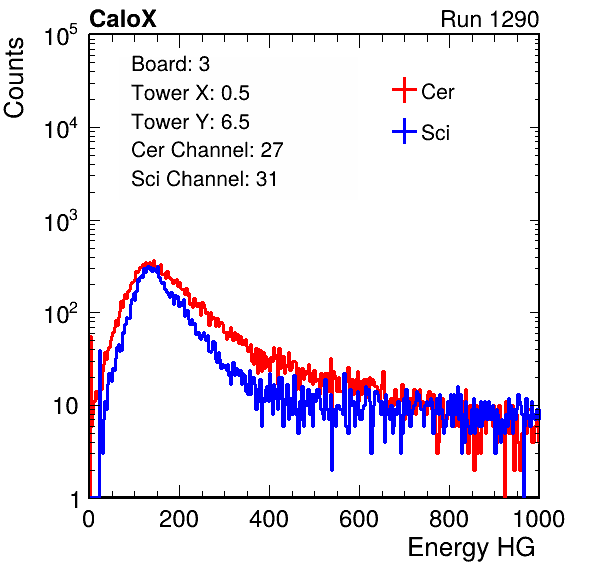 CaloX Run 1290
Counts
10^5
10^4
10^3
10^2
10
1
Board: 3
Tower X: 0.5
Tower Y: 6.5
Cer Channel: 27
Sci Channel: 31
Cer
Sci
0 200 400 600 800 1000
Energy HG